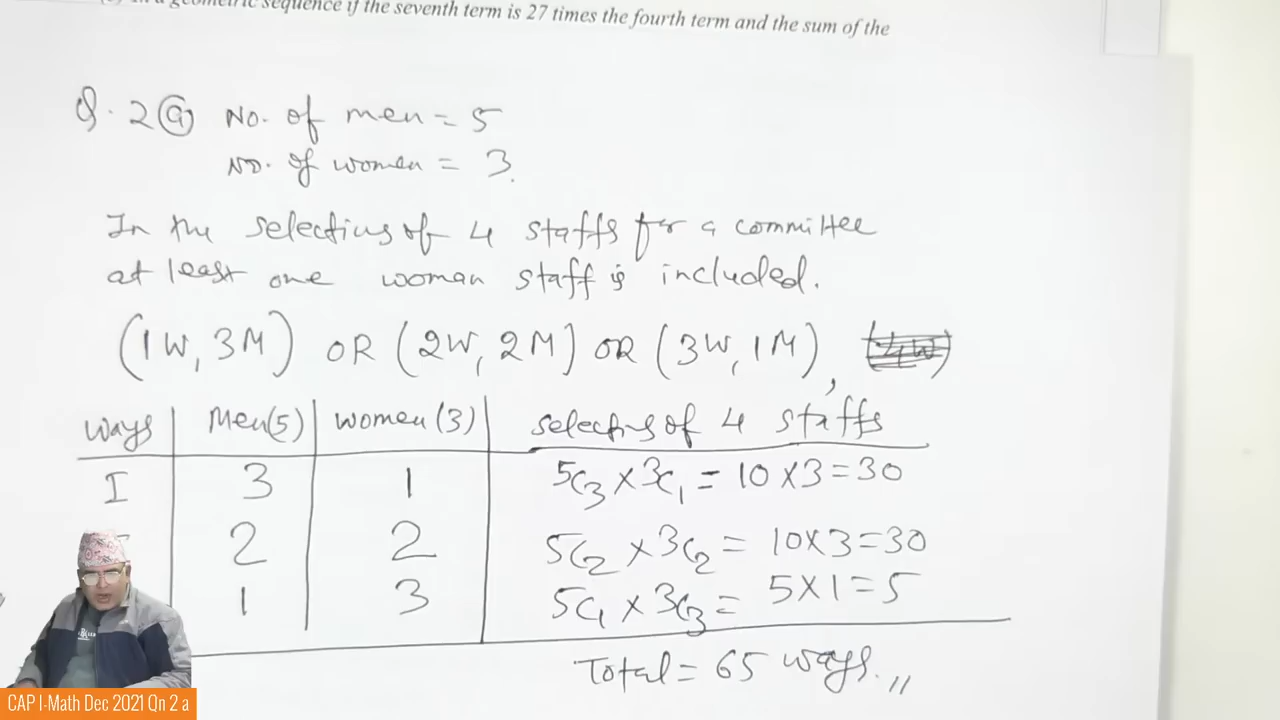 geometric sequence if the seventh term is 27 times the fourth term and the sum of the
Q. 2(a) No. of men = 5
No. of women = 3.
In the selections of 4 staffs for a committee
at least one woman staff is included.
(1W, 3M) OR (2W, 2M) OR (3W, 1M),
Ways Men(5) women(3) selections of 4 staffs
I 3 1 5C3 × 3C1 = 10 × 3 = 30
2 2 5C2 × 3C2 = 10 × 3 = 30
1 3 5C1 × 3C3 = 5 × 1 = 5
Total = 65 ways.
CAP I-Math Dec 2021 Qn 2 a